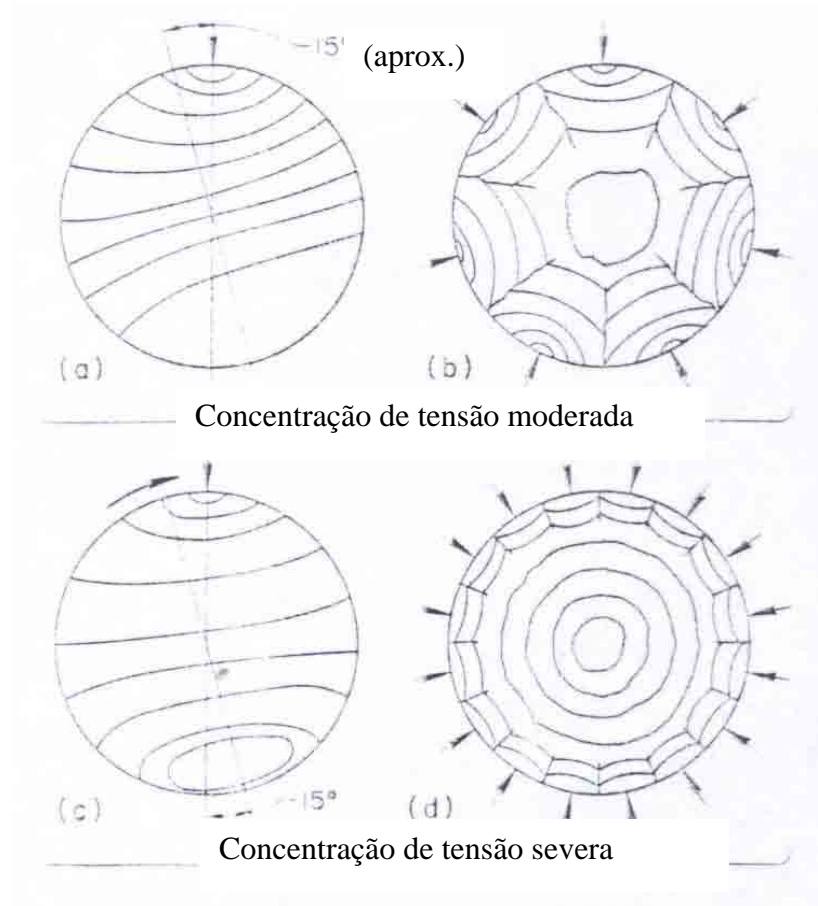 ~15°
(aprox.)
(a)
(b)
Concentração de tensão moderada
(c)
~15°
(d)
Concentração de tensão severa